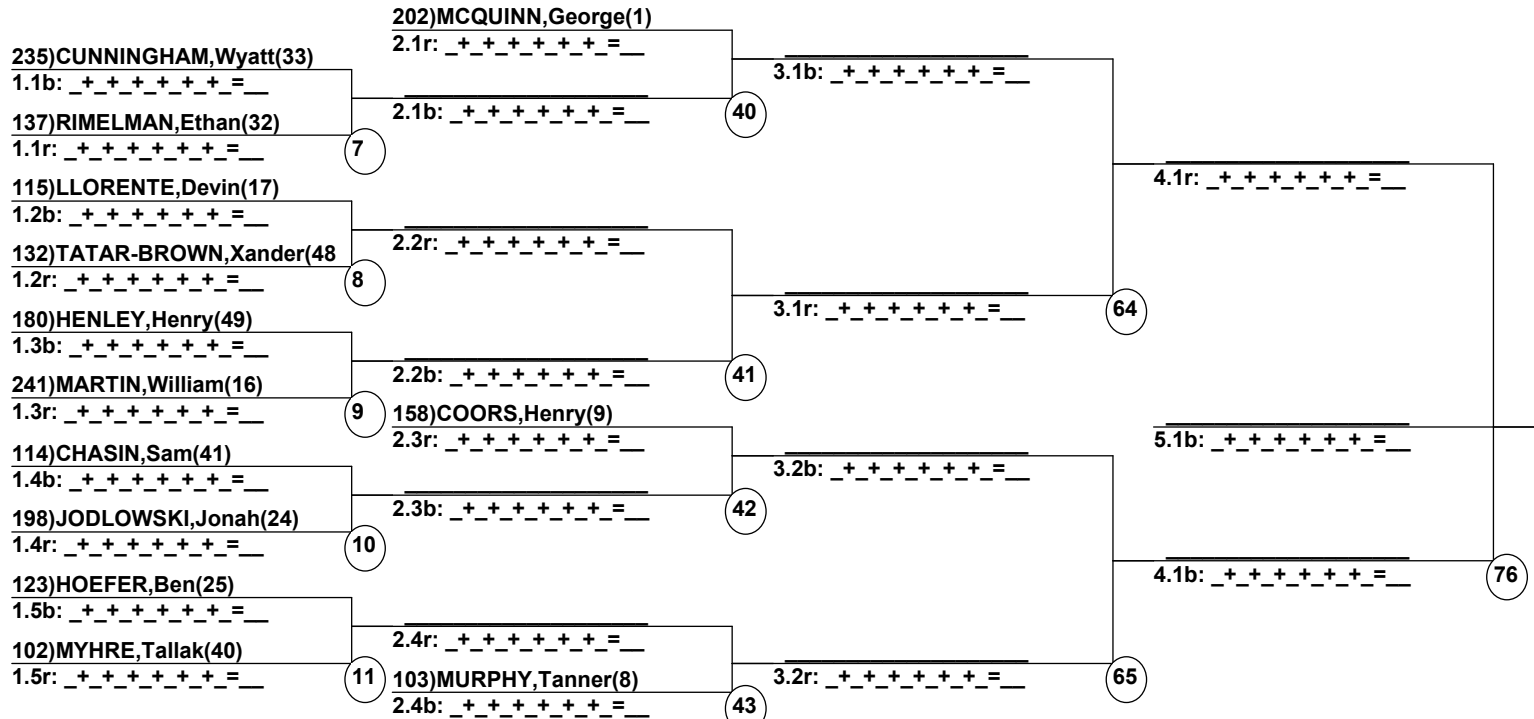 202)MCQUINN,George(1)
2.1r: _+_+_+_+_+_=__
235)CUNNINGHAM,Wyatt(33)
1.1b: _+_+_+_+_+_=__
2.1b: _+_+_+_+_+_=__
40
137)RIMELMAN,Ethan(32)
1.1r: _+_+_+_+_+_=__
7
115)LLORENTE,Devin(17)
1.2b: _+_+_+_+_+_=__
2.2r: _+_+_+_+_+_=__
132)TATAR-BROWN,Xander(48
1.2r: _+_+_+_+_+_=__
8
180)HENLEY,Henry(49)
1.3b: _+_+_+_+_+_=__
2.2b: _+_+_+_+_+_=__
41
241)MARTIN,William(16)
1.3r: _+_+_+_+_+_=__
9
158)COORS,Henry(9)
2.3r: _+_+_+_+_+_=__
114)CHASIN,Sam(41)
1.4b: _+_+_+_+_+_=__
2.3b: _+_+_+_+_+_=__
42
198)JODLOWSKI,Jonah(24)
1.4r: _+_+_+_+_+_=__
10
123)HOEFER,Ben(25)
1.5b: _+_+_+_+_+_=__
2.4r: _+_+_+_+_+_=__
102)MYHRE,Tallak(40)
1.5r: _+_+_+_+_+_=__
11
103)MURPHY,Tanner(8)
2.4b: _+_+_+_+_+_=__
43
3.1b: _+_+_+_+_+_=__
3.1r: _+_+_+_+_+_=__
64
3.2b: _+_+_+_+_+_=__
3.2r: _+_+_+_+_+_=__
65
4.1r: _+_+_+_+_+_=__
5.1b: _+_+_+_+_+_=__
4.1b: _+_+_+_+_+_=__
76